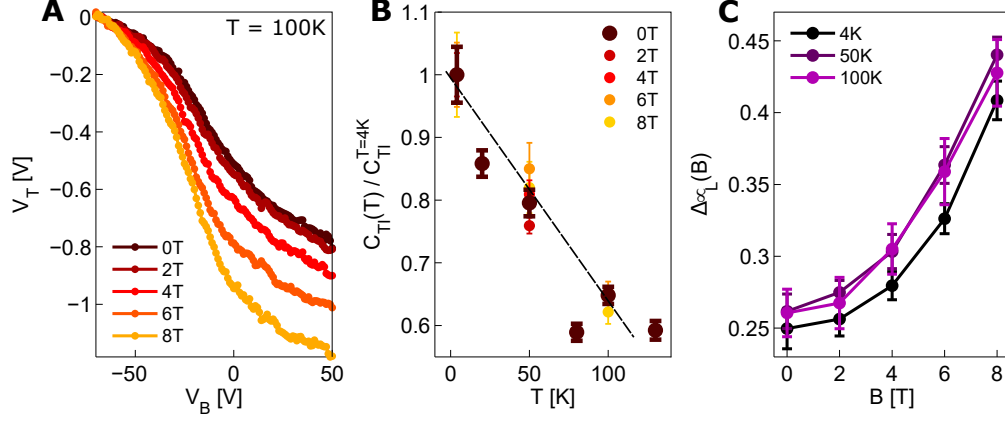 A
T = 100K
V_T [V]
0
−0.2
−0.4
−0.6
−0.8
−1
0T
2T
4T
6T
8T
−50
0
50
V_B [V]
B
C_TI(T) / C_TI^T=4K
1.1
1
0.9
0.8
0.7
0.6
0T
2T
4T
6T
8T
0
50
100
T [K]
C
Δ∝_L(B)
0.45
0.4
0.35
0.3
0.25
4K
50K
100K
0
2
4
6
8
B [T]